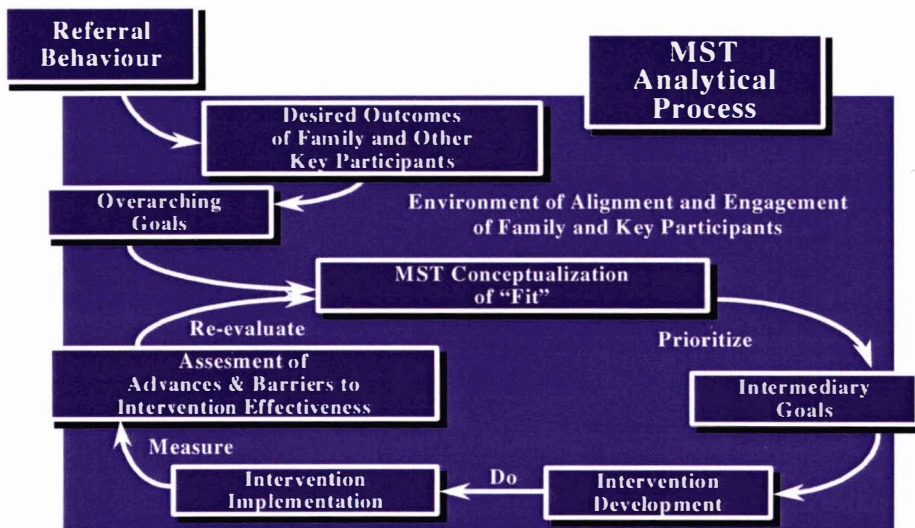 Referral
Behaviour
MST
Analytical
Process
Desired Outcomes
of Family and Other
Key Participants
Overarching
Goals
Environment of Alignment and Engagement
of Family and Key Participants
MST Conceptualization
of “Fit”
Re-evaluate
Prioritize
Assesment of
Advances & Barriers to
Intervention Effectiveness
Intermediary
Goals
Measure
Intervention
Implementation
Do
Intervention
Development